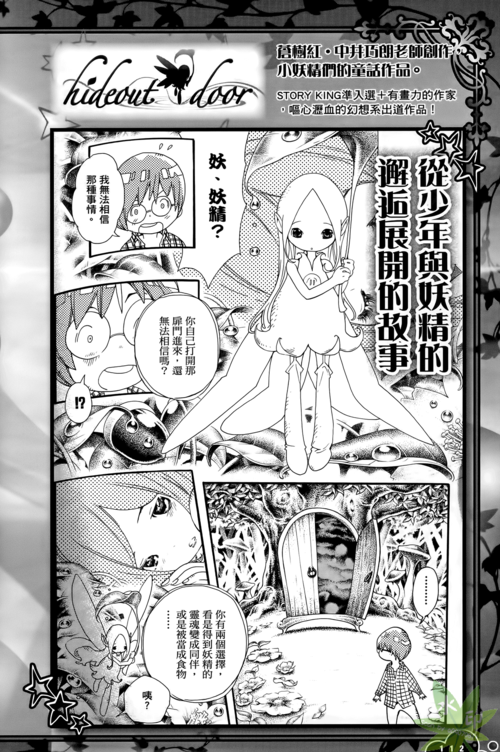 hideout door
蒼樹紅・中井巧朗老師創作，
小妖精們的童話作品。
STORY KING準入選＋有畫力的作家
，嘔心瀝血的幻想系出道作品！
從少年與妖精的
邂逅展開的故事
妖、妖精？
我無法相信
那種事情。
你自己打開那
扉門進來，還
無法相信嗎？
!?
………
你有兩個選擇，
看是得到妖精的
靈魂變成同伴，
或是被當成食物
……
咦？
112